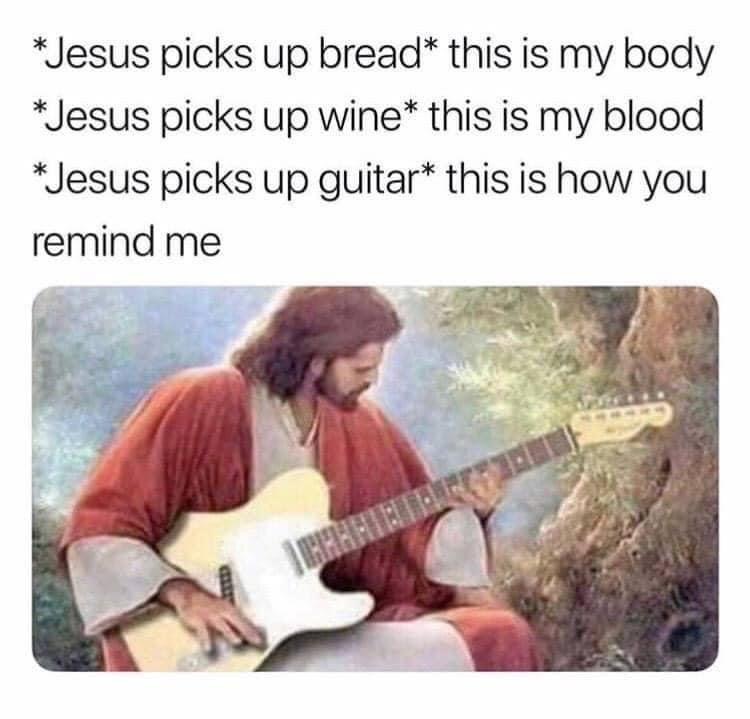 *Jesus picks up bread* this is my body
*Jesus picks up wine* this is my blood
*Jesus picks up guitar* this is how you
remind me